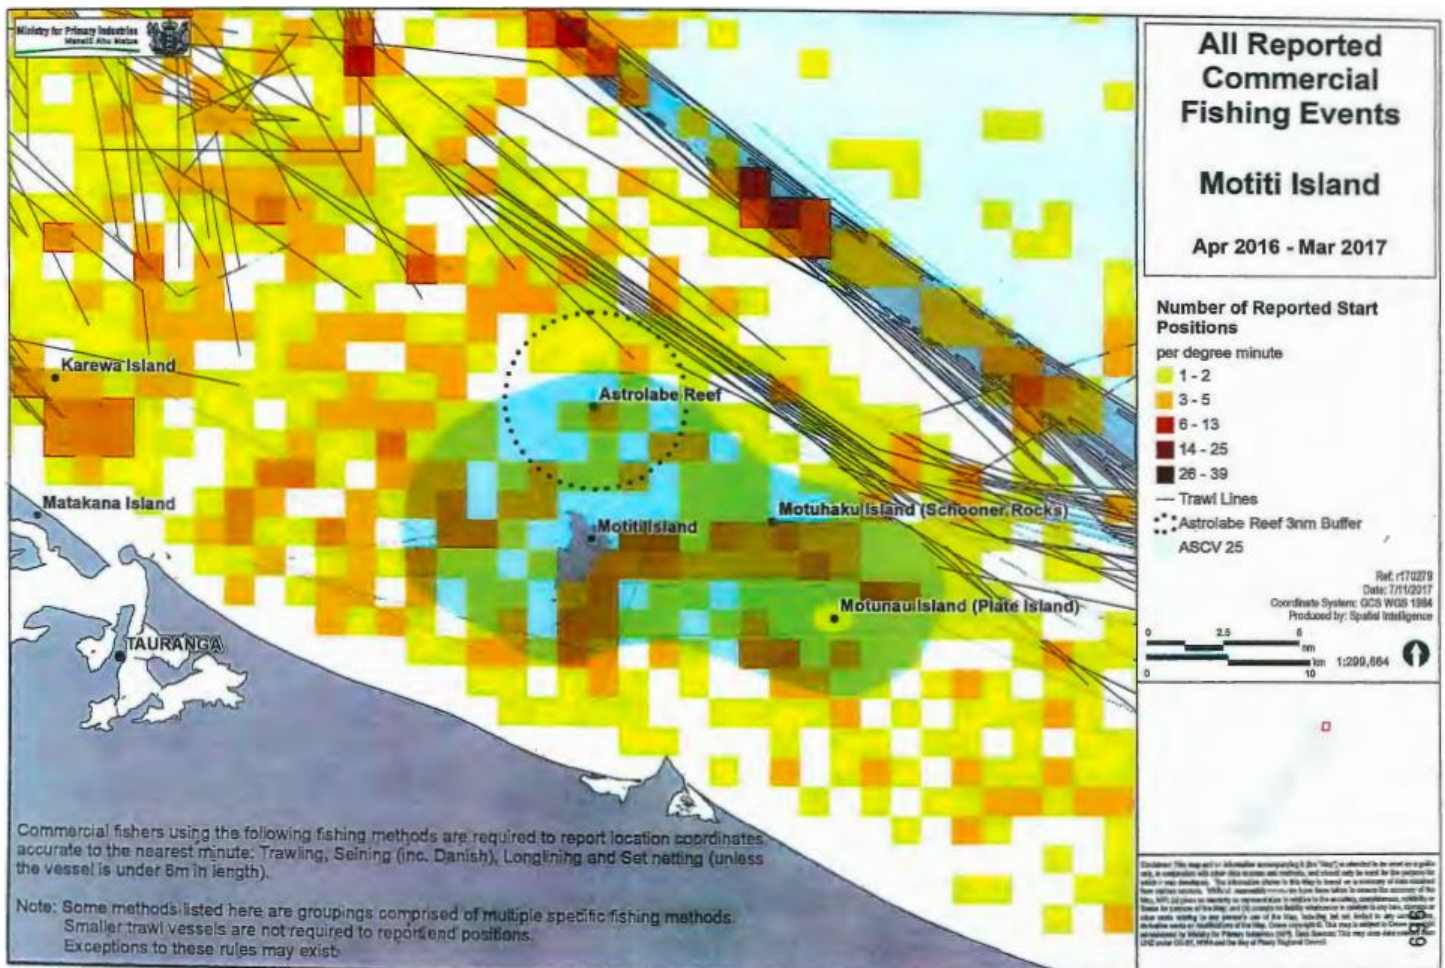 Ministry for Primary Industries
Manatū Ahu Matua
All Reported
Commercial
Fishing Events
Motiti Island
Apr 2016 - Mar 2017
Number of Reported Start
Positions
per degree minute
1 - 2
3 - 5
6 - 13
14 - 25
26 - 39
Trawl Lines
Astrolabe Reef 3nm Buffer
ASCV 25
Ref: r170279
Date: 7/11/2017
Coordinate System: GCS WGS 1984
Produced by: Spatial Intelligence
0 2.5 5
nm
km 1:299,664
0 10
Karewa Island
Astrolabe Reef
Matakana Island
Motiti Island
Motuhaku Island (Schooner Rocks)
Motunau Island (Plate Island)
TAURANGA
Commercial fishers using the following fishing methods are required to report location coordinates
accurate to the nearest minute: Trawling, Seining (inc. Danish), Longlining and Set netting (unless
the vessel is under 6m in length).
Note: Some methods listed here are groupings comprised of multiple specific fishing methods.
Smaller trawl vessels are not required to report end positions.
Exceptions to these rules may exist.